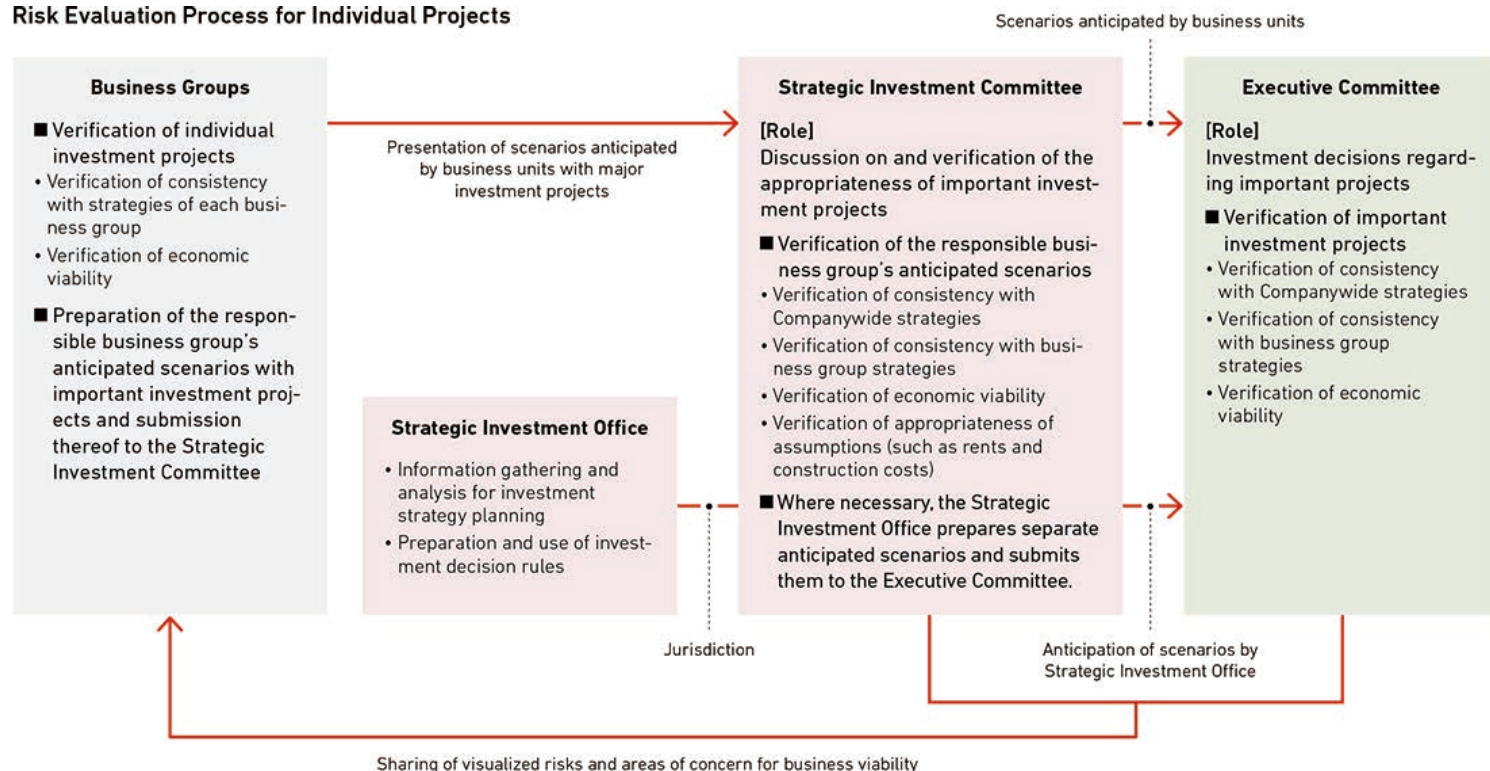 Risk Evaluation Process for Individual Projects
Scenarios anticipated by business units
Business Groups
■ Verification of individual
investment projects
• Verification of consistency
with strategies of each busi-
ness group
• Verification of economic
viability
■ Preparation of the respon-
sible business group's
anticipated scenarios with
important investment proj-
ects and submission
thereof to the Strategic
Investment Committee
Presentation of scenarios anticipated
by business units with major
investment projects
Strategic Investment Office
• Information gathering and
analysis for investment
strategy planning
• Preparation and use of invest-
ment decision rules
Jurisdiction
Strategic Investment Committee
[Role]
Discussion on and verification of the
appropriateness of important invest-
ment projects
■ Verification of the responsible busi-
ness group's anticipated scenarios
• Verification of consistency with
Companywide strategies
• Verification of consistency with busi-
ness group strategies
• Verification of economic viability
• Verification of appropriateness of
assumptions (such as rents and
construction costs)
■ Where necessary, the Strategic
Investment Office prepares separate
anticipated scenarios and submits
them to the Executive Committee.
Executive Committee
[Role]
Investment decisions regard-
ing important projects
■ Verification of important
investment projects
• Verification of consistency
with Companywide strategies
• Verification of consistency
with business group
strategies
• Verification of economic
viability
Anticipation of scenarios by
Strategic Investment Office
Sharing of visualized risks and areas of concern for business viability